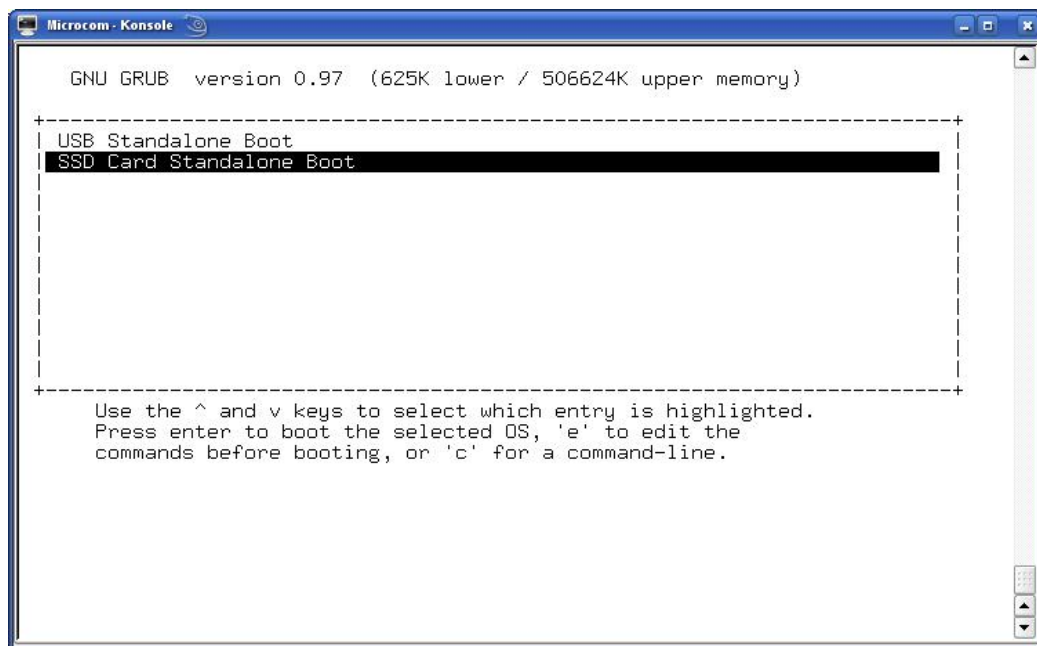 Microcom - Konsole
GNU GRUB version 0.97 (625K lower / 506624K upper memory)
USB Standalone Boot
SSD Card Standalone Boot
Use the ^ and v keys to select which entry is highlighted.
Press enter to boot the selected OS, 'e' to edit the
commands before booting, or 'c' for a command-line.